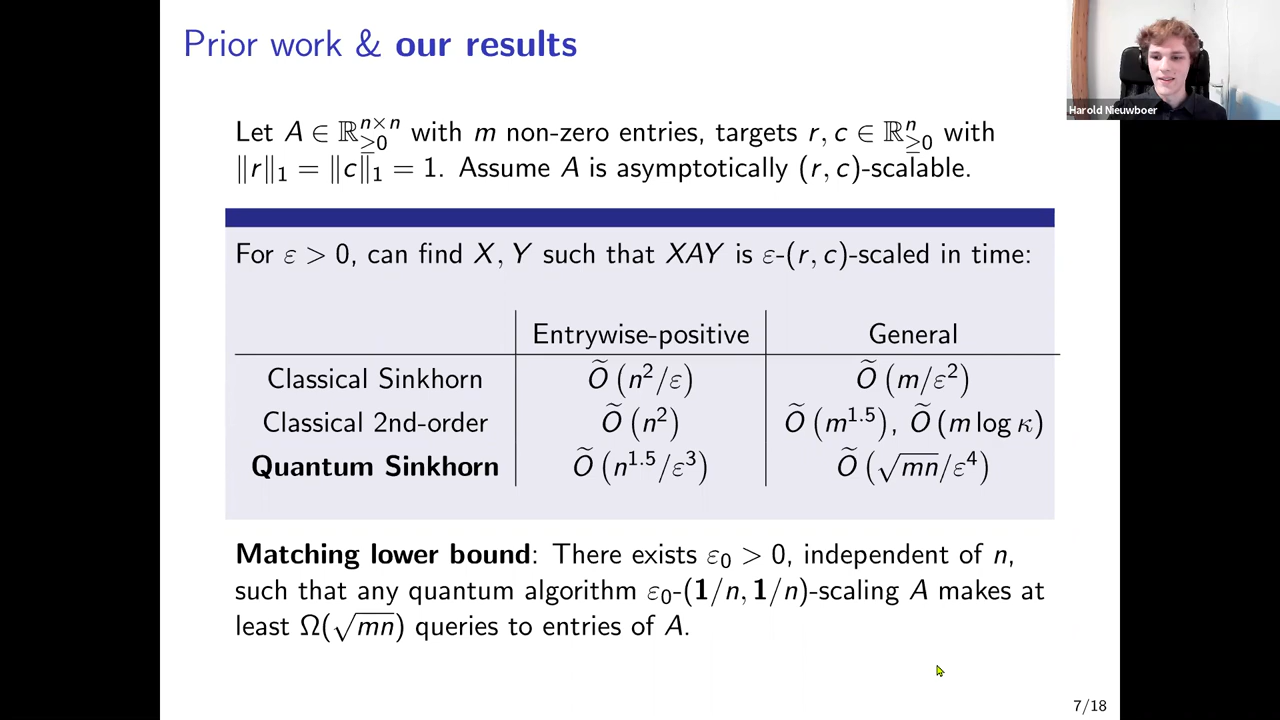 Prior work & our results
Harold Nieuwboer
Let A ∈ ℝ^{n×n}_{≥0} with m non-zero entries, targets r, c ∈ ℝ^n_{≥0} with
‖r‖₁ = ‖c‖₁ = 1. Assume A is asymptotically (r, c)-scalable.
For ε > 0, can find X, Y such that XAY is ε-(r, c)-scaled in time:
Entrywise-positive General
Classical Sinkhorn Õ(n²/ε) Õ(m/ε²)
Classical 2nd-order Õ(n²) Õ(m^{1.5}), Õ(m log κ)
Quantum Sinkhorn Õ(n^{1.5}/ε³) Õ(√mn/ε⁴)
Matching lower bound: There exists ε₀ > 0, independent of n,
such that any quantum algorithm ε₀-(1/n, 1/n)-scaling A makes at
least Ω(√mn) queries to entries of A.
7/18